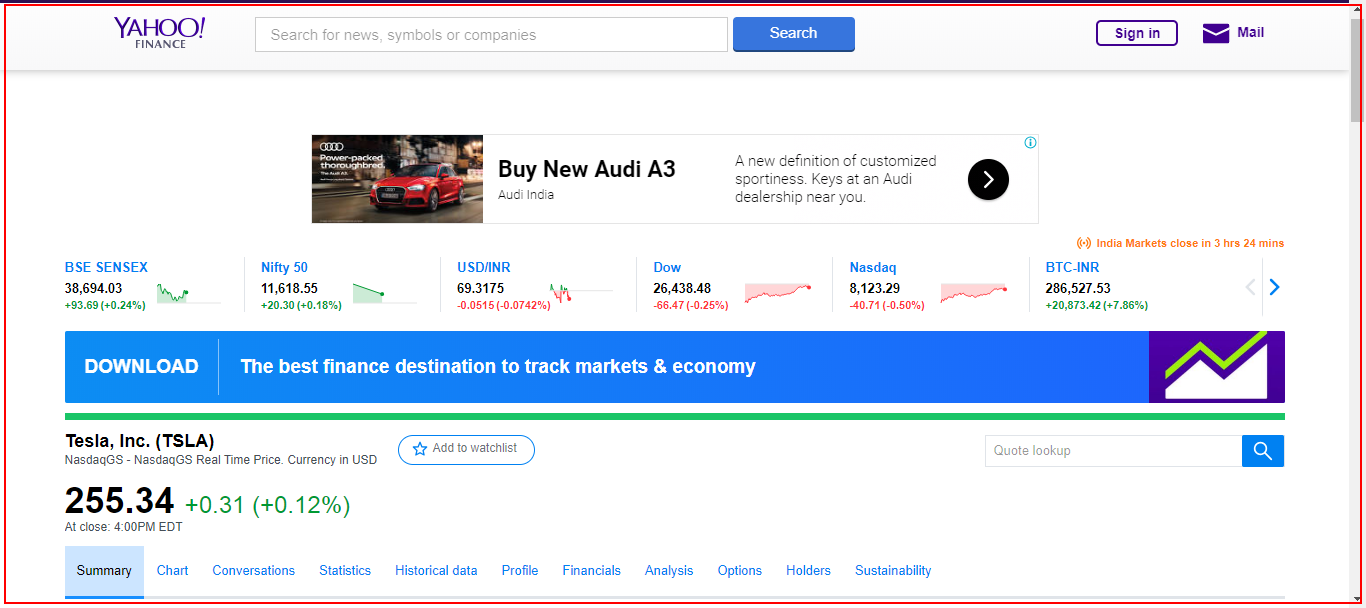 YAHOO!
FINANCE
Search for news, symbols or companies
Search
Sign in
Mail
Power-packed
thoroughbred.
The Audi A3.
Buy New Audi A3
Audi India
A new definition of customized
sportiness. Keys at an Audi
dealership near you.
India Markets close in 3 hrs 24 mins
BSE SENSEX
38,694.03
+93.69 (+0.24%)
Nifty 50
11,618.55
+20.30 (+0.18%)
USD/INR
69.3175
-0.0515 (-0.0742%)
Dow
26,438.48
-66.47 (-0.25%)
Nasdaq
8,123.29
-40.71 (-0.50%)
BTC-INR
286,527.53
+20,873.42 (+7.86%)
DOWNLOAD
The best finance destination to track markets & economy
Tesla, Inc. (TSLA)
NasdaqGS - NasdaqGS Real Time Price. Currency in USD
Add to watchlist
Quote lookup
255.34 +0.31 (+0.12%)
At close: 4:00PM EDT
Summary Chart Conversations Statistics Historical data Profile Financials Analysis Options Holders Sustainability